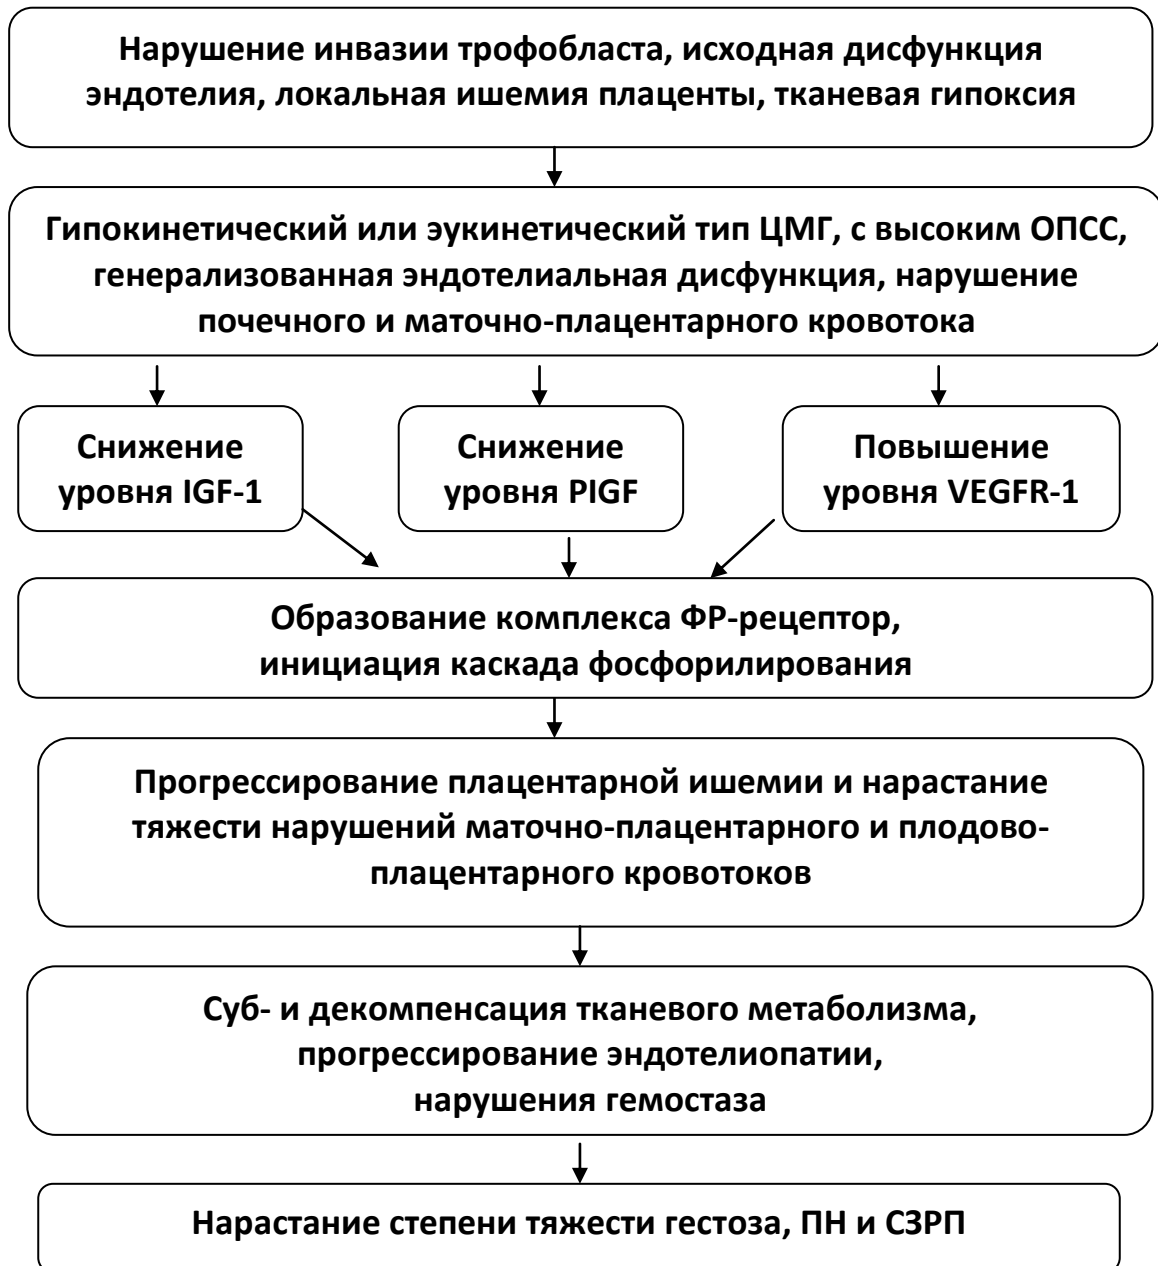 Нарушение инвазии трофобласта, исходная дисфункция
эндотелия, локальная ишемия плаценты, тканевая гипоксия
Гипокинетический или эукинетический тип ЦМГ, с высоким ОПСС,
генерализованная эндотелиальная дисфункция, нарушение
почечного и маточно-плацентарного кровотока
Снижение
уровня IGF-1
Снижение
уровня PIGF
Повышение
уровня VEGFR-1
Образование комплекса ФР-рецептор,
инициация каскада фосфорилирования
Прогрессирование плацентарной ишемии и нарастание
тяжести нарушений маточно-плацентарного и плодово-
плацентарного кровотоков
Суб- и декомпенсация тканевого метаболизма,
прогрессирование эндотелиопатии,
нарушения гемостаза
Нарастание степени тяжести гестоза, ПН и СЗРП